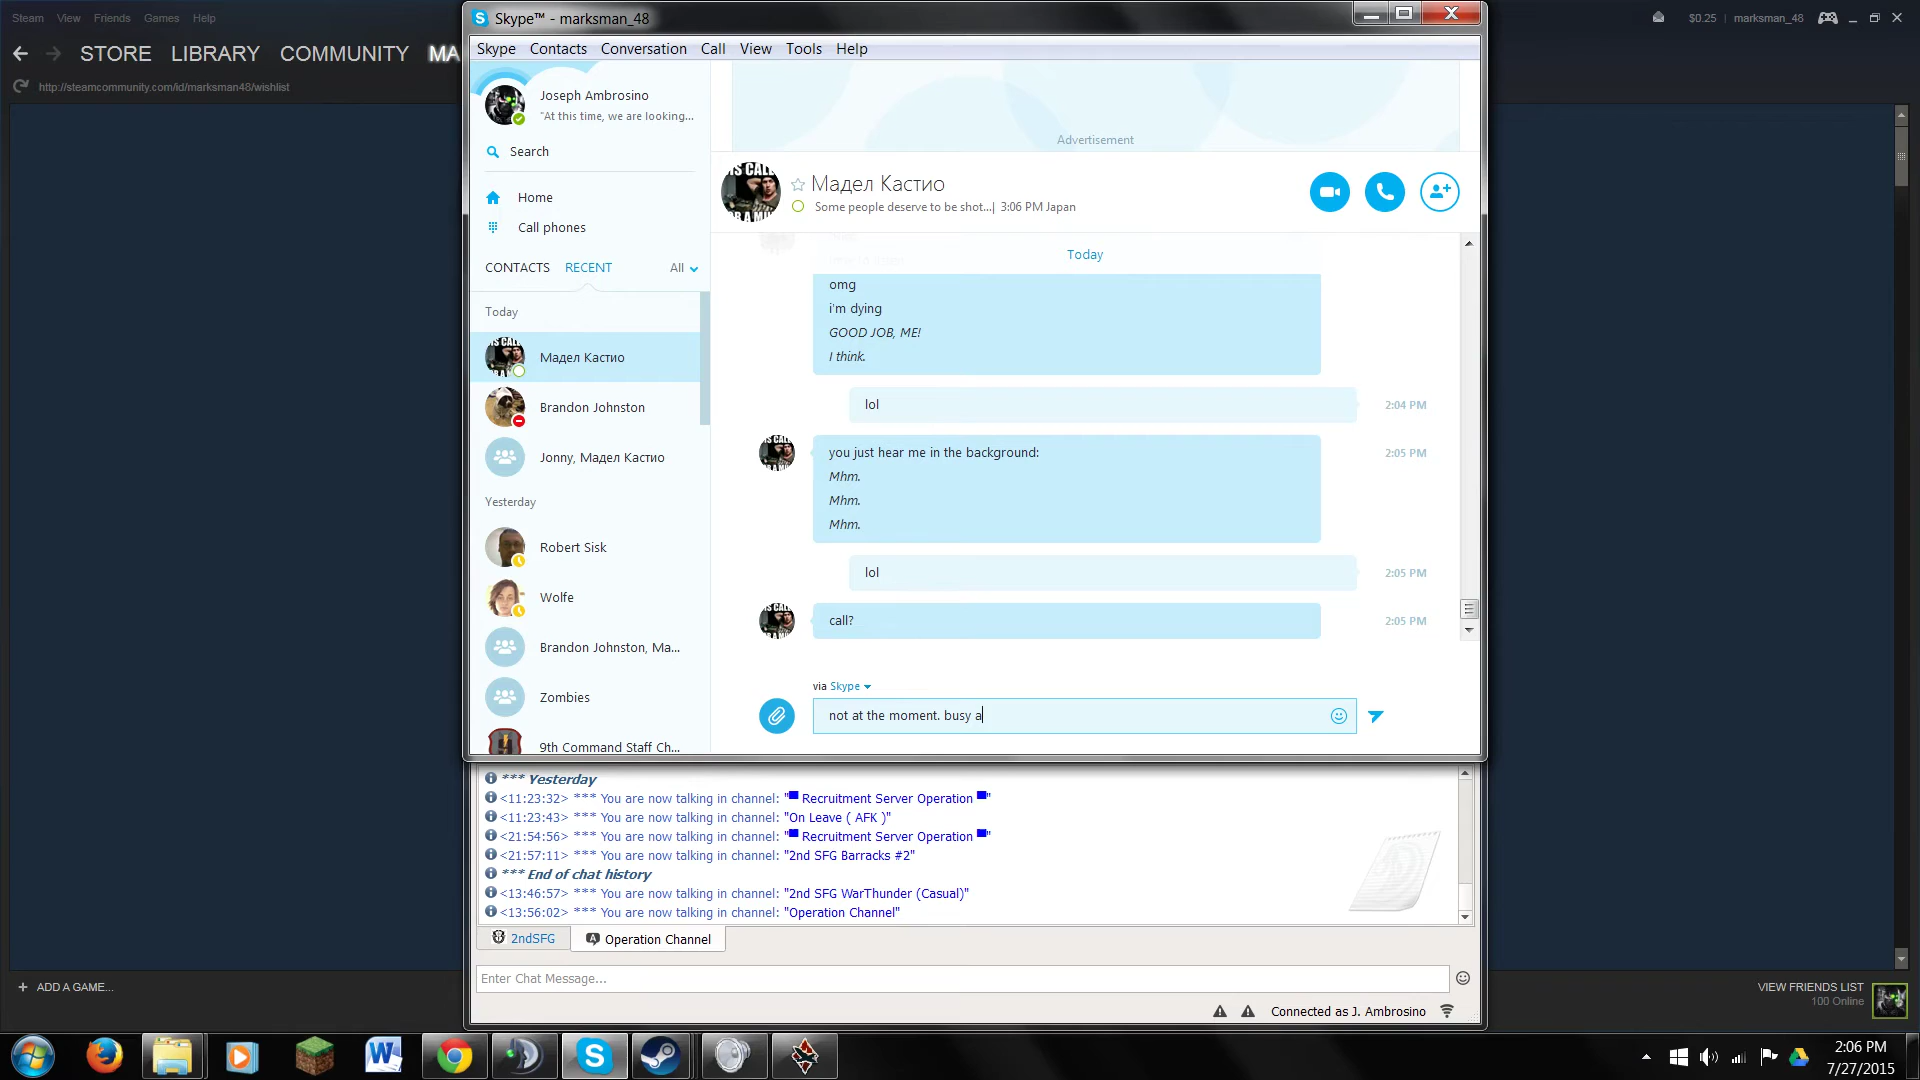 Steam View Friends Games Help
$0.25 marksman_48
STORE LIBRARY COMMUNITY MA
http://steamcommunity.com/id/marksman48/wishlist
Skype™ - marksman_48
Skype Contacts Conversation Call View Tools Help
Joseph Ambrosino
"At this time, we are looking...
Search
Home
Call phones
CONTACTS RECENT All
Today
Мадел Кастио
Brandon Johnston
Jonny, Мадел Кастио
Yesterday
Robert Sisk
Wolfe
Brandon Johnston, Ma...
Zombies
9th Command Staff Ch...
Advertisement
IS CALL
Мадел Кастио
Some people deserve to be shot...| 3:06 PM Japan
Today
omg
i'm dying
GOOD JOB, ME!
I think.
lol 2:04 PM
you just hear me in the background: 2:05 PM
Mhm.
Mhm.
Mhm.
lol 2:05 PM
call? 2:05 PM
via Skype
not at the moment. busy a
*** Yesterday
<11:23:32> *** You are now talking in channel: "▀ Recruitment Server Operation ▀"
<11:23:43> *** You are now talking in channel: "On Leave ( AFK )"
<21:54:56> *** You are now talking in channel: "▀ Recruitment Server Operation ▀"
<21:57:11> *** You are now talking in channel: "2nd SFG Barracks #2"
*** End of chat history
<13:46:57> *** You are now talking in channel: "2nd SFG WarThunder (Casual)"
<13:56:02> *** You are now talking in channel: "Operation Channel"
2ndSFG Operation Channel
Enter Chat Message...
Connected as J. Ambrosino
+ ADD A GAME...
VIEW FRIENDS LIST
100 Online
2:06 PM
7/27/2015